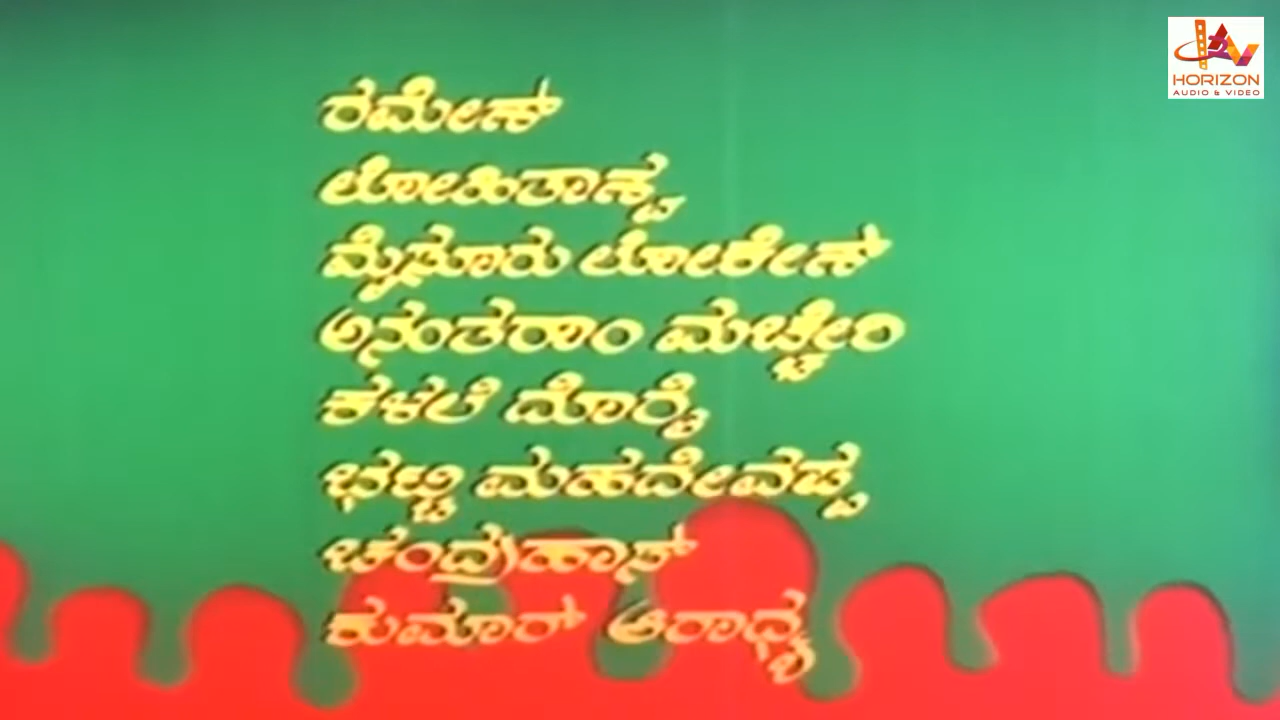 HORIZON
AUDIO & VIDEO
ರಮೇಶ್
ಲೋಹಿತಾಶ್ವ
ಮೈಸೂರು ಲೋಕೇಶ್
ಅನಂತರಾಂ ಮಚ್ಚೇರಿ
ಕಳಲೆ ದೊರೈ
ಭಟ್ಟಿ ಮಹದೇವಪ್ಪ
ಚಂದ್ರಹಾಸ್
ಕುಮಾರ್ ಆರಾಧ್ಯ